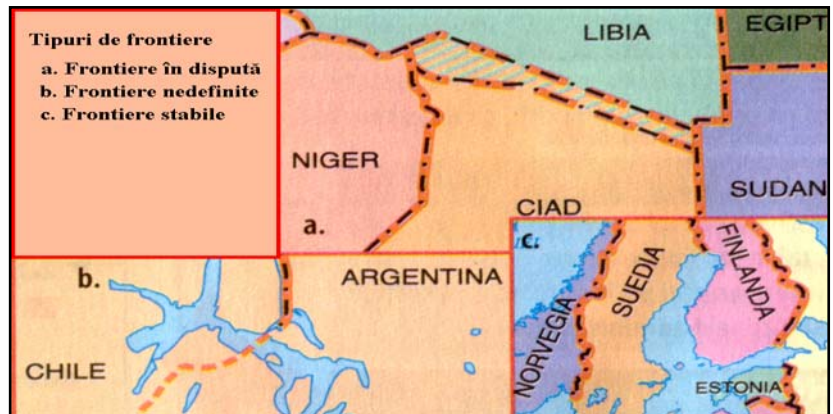 Tipuri de frontiere
a. Frontiere în dispută
b. Frontiere nedefinite
c. Frontiere stabile
LIBIA
EGIPT
NIGER
CIAD
SUDAN
a.
b.
ARGENTINA
CHILE
c.
NORVEGIA
SUEDIA
FINLANDA
ESTONIA